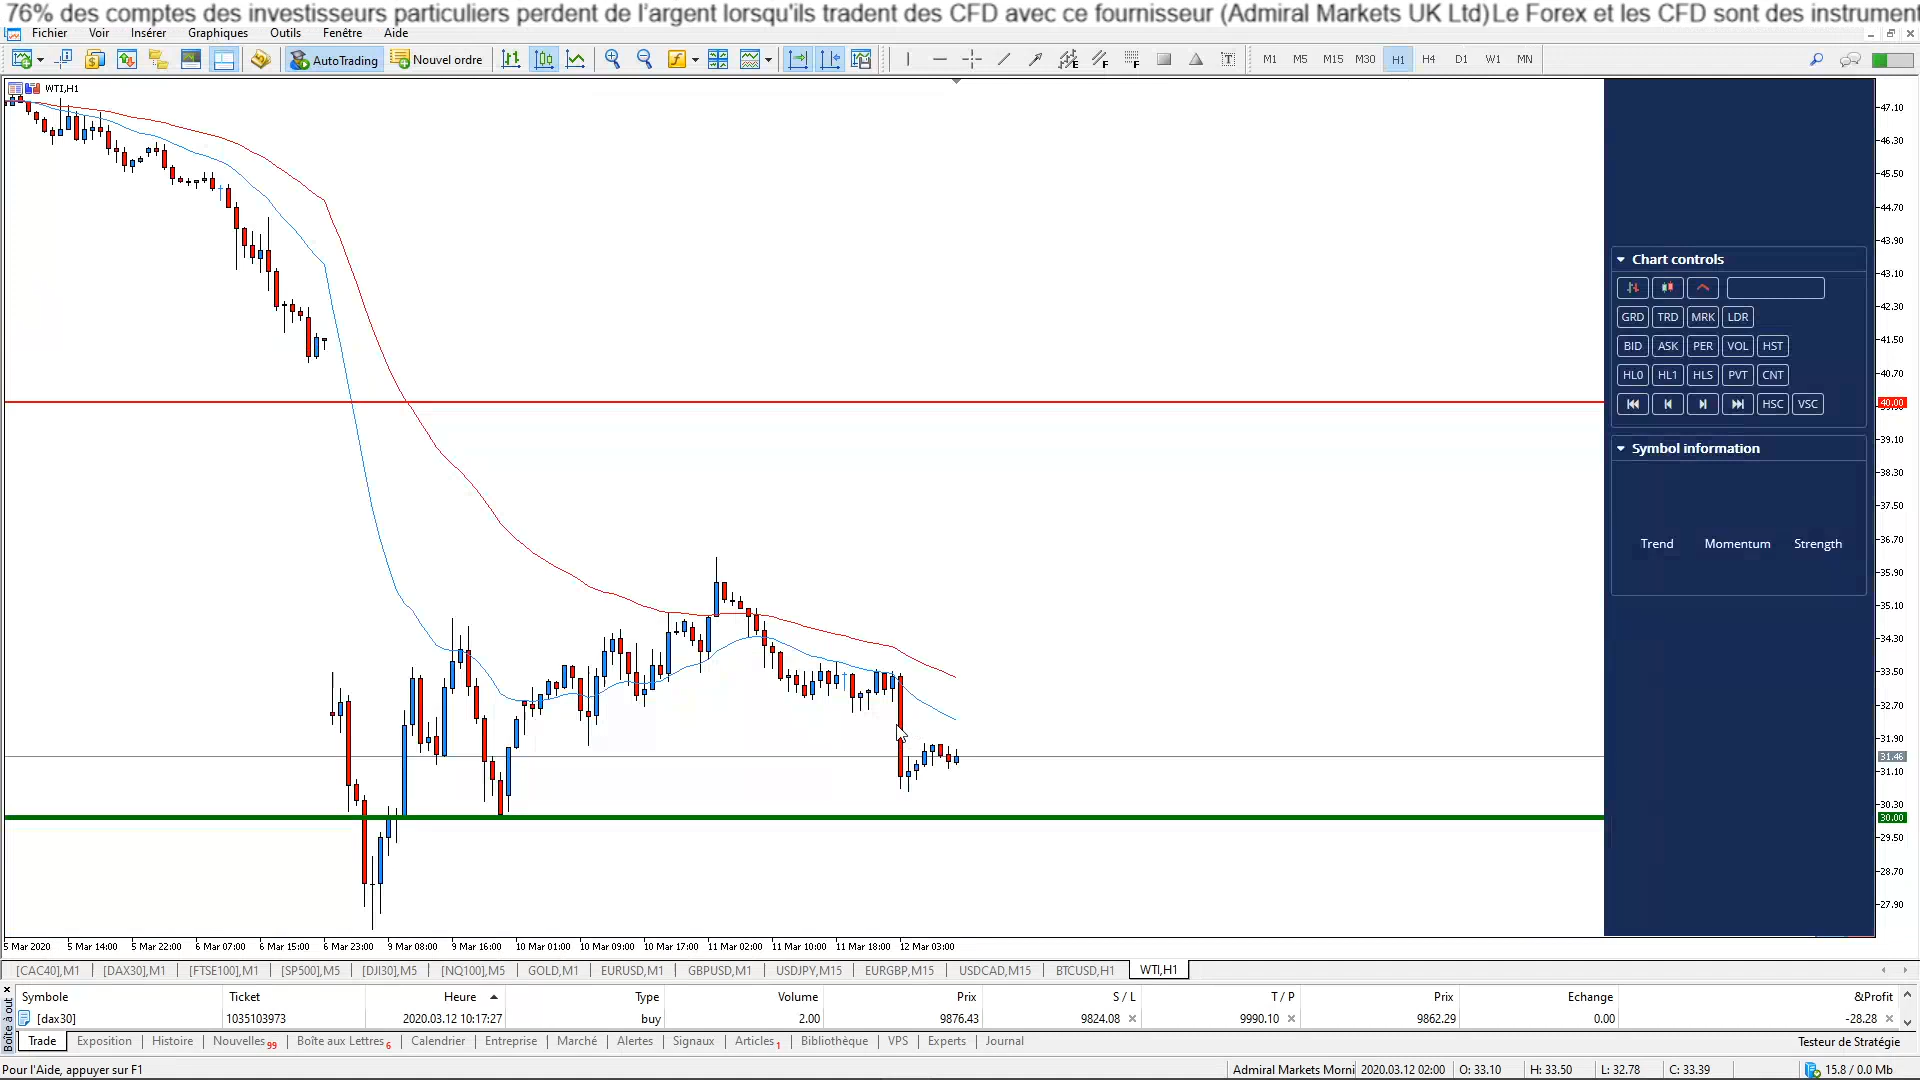 76% des comptes des investisseurs particuliers perdent de l'argent lorsqu'ils tradent des CFD avec ce fournisseur (Admiral Markets UK Ltd) Le Forex et les CFD sont des instrument
Fichier Voir Insérer Graphiques Outils Fenêtre Aide
AutoTrading Nouvel ordre M1 M5 M15 M30 H1 H4 D1 W1 MN
WTI,H1
47.10
46.30
45.50
44.70
43.90
43.10
42.30
41.50
40.70
40.00
39.10
38.30
37.50
36.70
35.90
35.10
34.30
33.50
32.70
31.90
31.46
31.10
30.30
30.00
29.50
28.70
27.90
Chart controls
GRD TRD MRK LDR
BID ASK PER VOL HST
HL0 HL1 HLS PVT CNT
HSC VSC
Symbol information
Trend Momentum Strength
5 Mar 2020 5 Mar 14:00 5 Mar 22:00 6 Mar 07:00 6 Mar 15:00 6 Mar 23:00 9 Mar 08:00 9 Mar 16:00 10 Mar 01:00 10 Mar 09:00 10 Mar 17:00 11 Mar 02:00 11 Mar 10:00 11 Mar 18:00 12 Mar 03:00
[CAC40],M1 [DAX30],M1 [FTSE100],M1 [SP500],M5 [DJI30],M5 [NQ100],M5 GOLD,M1 EURUSD,M1 GBPUSD,M1 USDJPY,M15 EURGBP,M15 USDCAD,M15 BTCUSD,H1 WTI,H1
Symbole Ticket Heure Type Volume Prix S / L T / P Prix Echange &Profit
[dax30] 1035103973 2020.03.12 10:17:27 buy 2.00 9876.43 9824.08 9990.10 9862.29 0.00 -28.28
Boîte à out
Trade Exposition Historic Nouvelles 99 Boîte aux Lettres 6 Calendrier Entreprise Marché Alertes Signaux Articles 1 Bibliothèque VPS Experts Journal Testeur de Stratégie
Pour l'Aide, appuyer sur F1 Admiral Markets Morni 2020.03.12 02:00 O: 33.10 H: 33.50 L: 32.78 C: 33.39 15.8 / 0.0 Mb